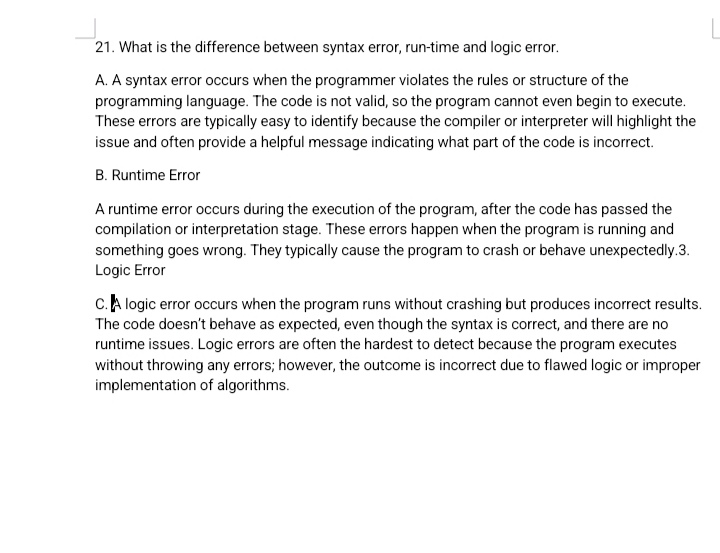 21. What is the difference between syntax error, run-time and logic error.
A. A syntax error occurs when the programmer violates the rules or structure of the
programming language. The code is not valid, so the program cannot even begin to execute.
These errors are typically easy to identify because the compiler or interpreter will highlight the
issue and often provide a helpful message indicating what part of the code is incorrect.
B. Runtime Error
A runtime error occurs during the execution of the program, after the code has passed the
compilation or interpretation stage. These errors happen when the program is running and
something goes wrong. They typically cause the program to crash or behave unexpectedly.3.
Logic Error
C. A logic error occurs when the program runs without crashing but produces incorrect results.
The code doesn’t behave as expected, even though the syntax is correct, and there are no
runtime issues. Logic errors are often the hardest to detect because the program executes
without throwing any errors; however, the outcome is incorrect due to flawed logic or improper
implementation of algorithms.